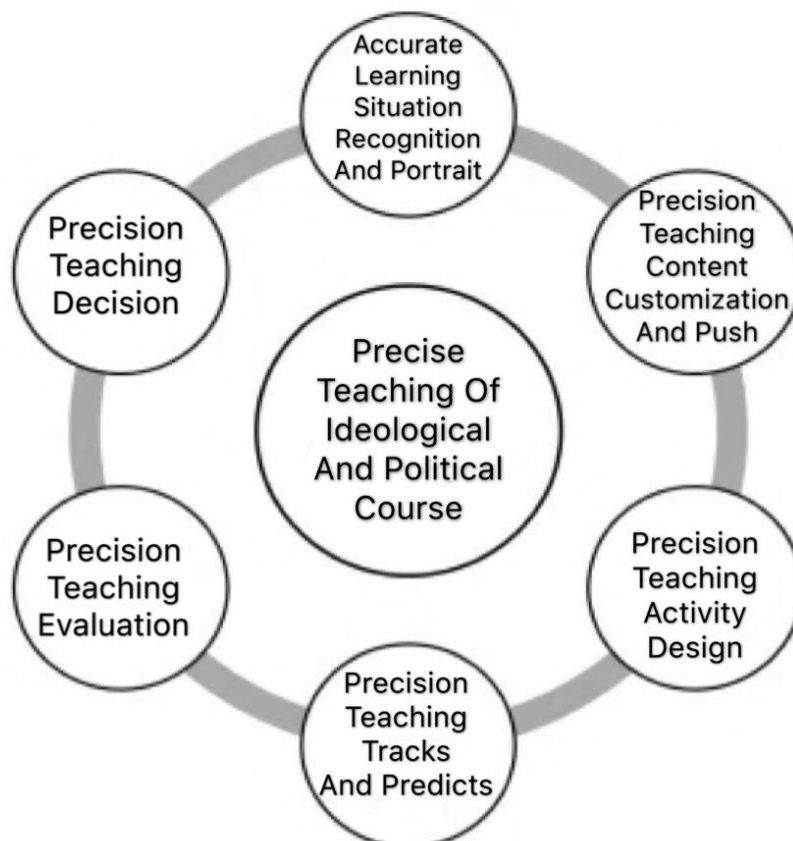 Accurate
Learning
Situation
Recognition
And Portrait
Precision
Teaching
Content
Customization
And Push
Precision
Teaching
Activity
Design
Precision
Teaching
Tracks
And Predicts
Precision
Teaching
Evaluation
Precision
Teaching
Decision
Precise
Teaching Of
Ideological
And Political
Course